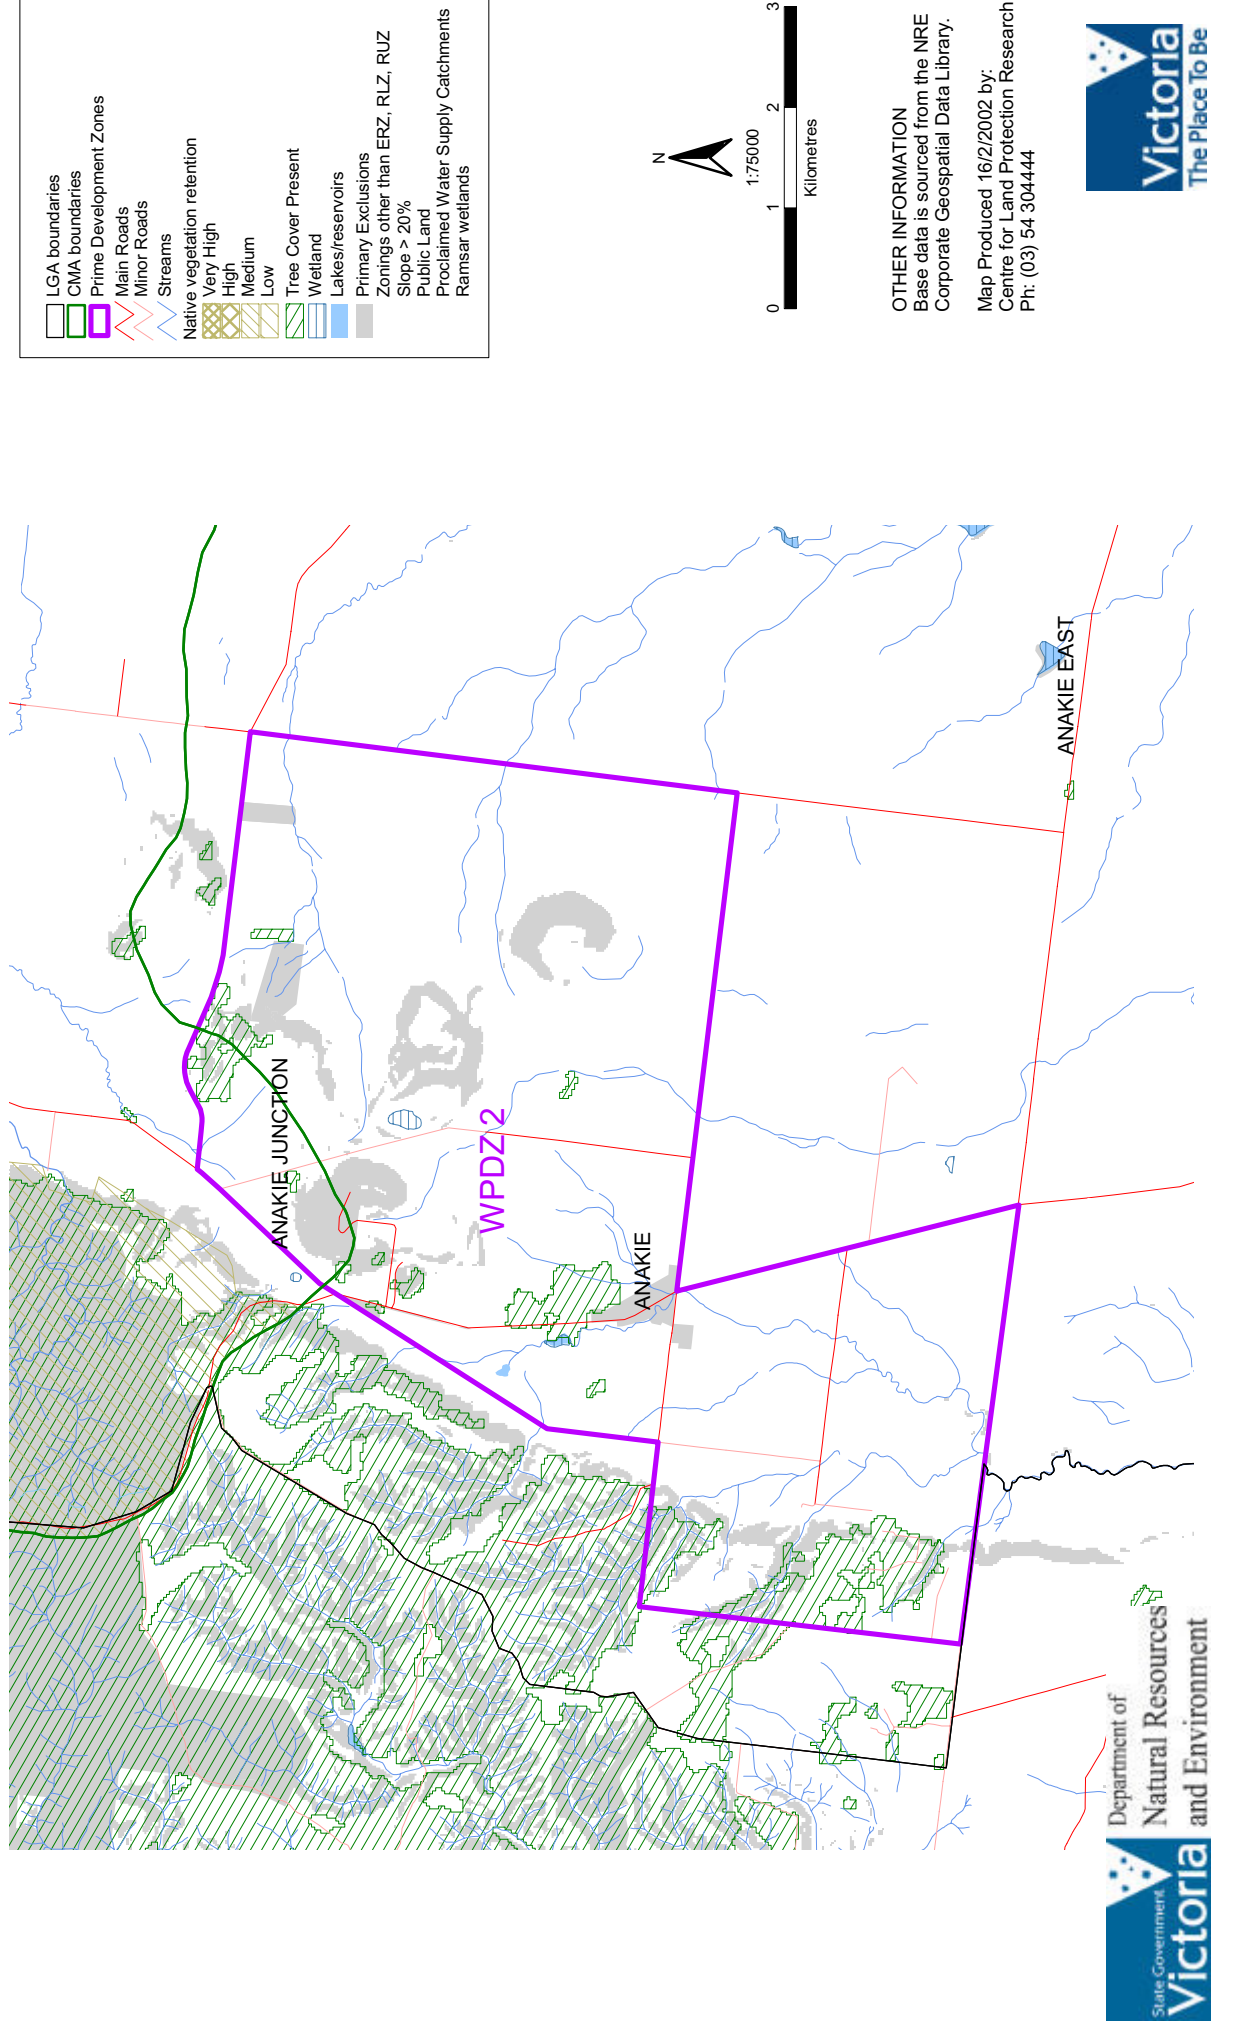 LGA boundaries
CMA boundaries
Prime Development Zones
Main Roads
Minor Roads
Streams
Native vegetation retention
Very High
High
Medium
Low
Tree Cover Present
Wetland
Lakes/reservoirs
Primary Exclusions
Zonings other than ERZ, RLZ, RUZ
Slope > 20%
Public Land
Proclaimed Water Supply Catchments
Ramsar wetlands
N
1:75000
0 1 2 3
Kilometres
OTHER INFORMATION
Base data is sourced from the NRE
Corporate Geospatial Data Library.
Map Produced 16/2/2002 by:
Centre for Land Protection Research
Ph: (03) 54 304444
Victoria
The Place To Be
ANAKIE JUNCTION
WPDZ 2
ANAKIE
ANAKIE EAST
State Government
Victoria
Department of
Natural Resources
and Environment